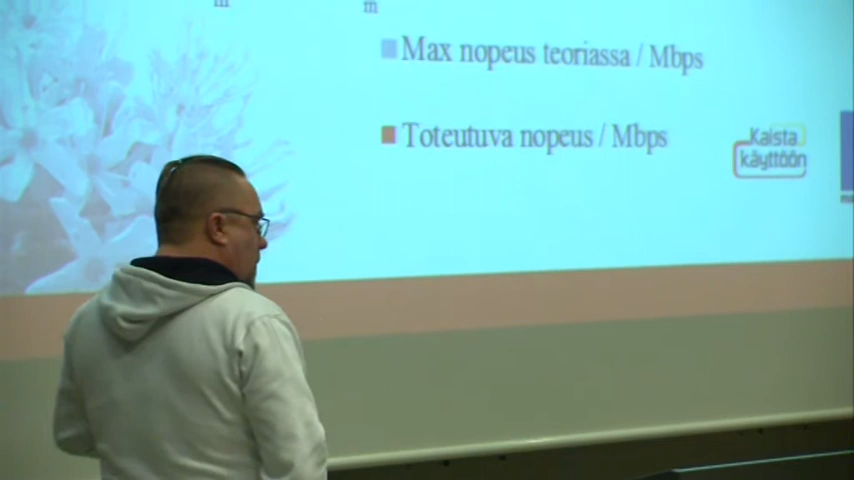 m m
Max nopeus teoriassa / Mbps
Toteutuva nopeus / Mbps
Kaista
käyttöön